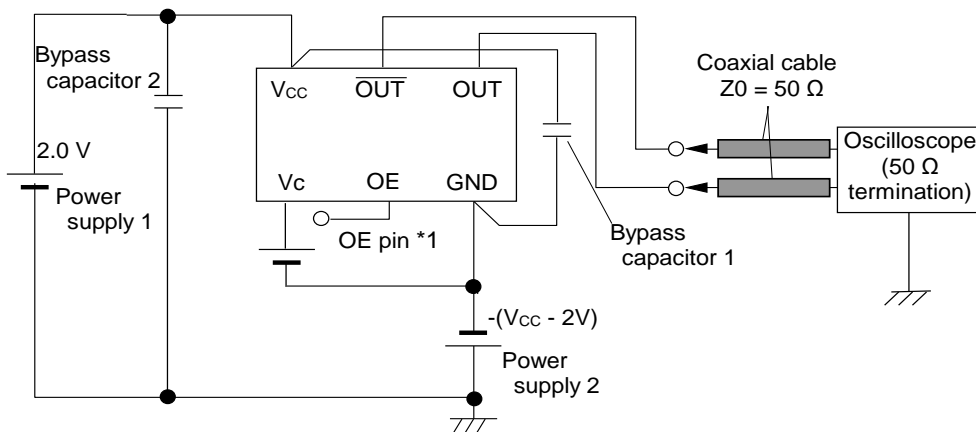 Bypass
capacitor 2
VCC
OUT
OUT
Coaxial cable
Z0 = 50 Ω
2.0 V
Power
supply 1
Vc
OE
GND
OE pin *1
Bypass
capacitor 1
Oscilloscope
(50 Ω
termination)
-(VCC - 2V)
Power
supply 2